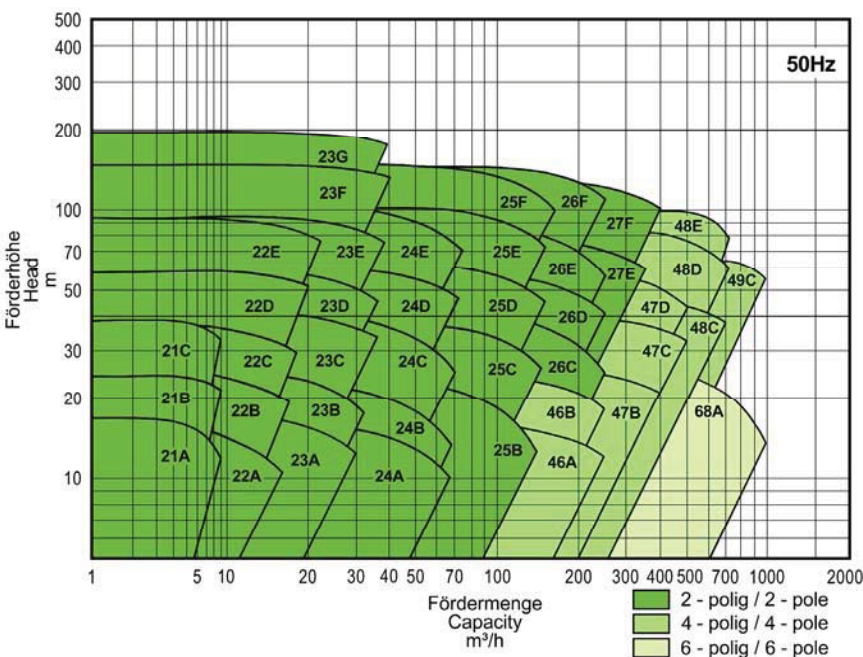 500
400
300
200
100
70
50
30
20
10
Förderhöhe
Head
m
50Hz
23G
23F
25F
26F
27F
48E
22E
23E
24E
25E
26E
27E
48D
49C
22D
23D
24D
25D
26D
47D
48C
21C
22C
23C
24C
25C
26C
47C
21B
22B
23B
24B
25B
46B
47B
68A
21A
22A
23A
24A
46A
1 5 10 20 30 40 50 70 100 200 300 400 500 700 1000 2000
Fördermenge
Capacity
m³/h
2 - polig / 2 - pole
4 - polig / 4 - pole
6 - polig / 6 - pole